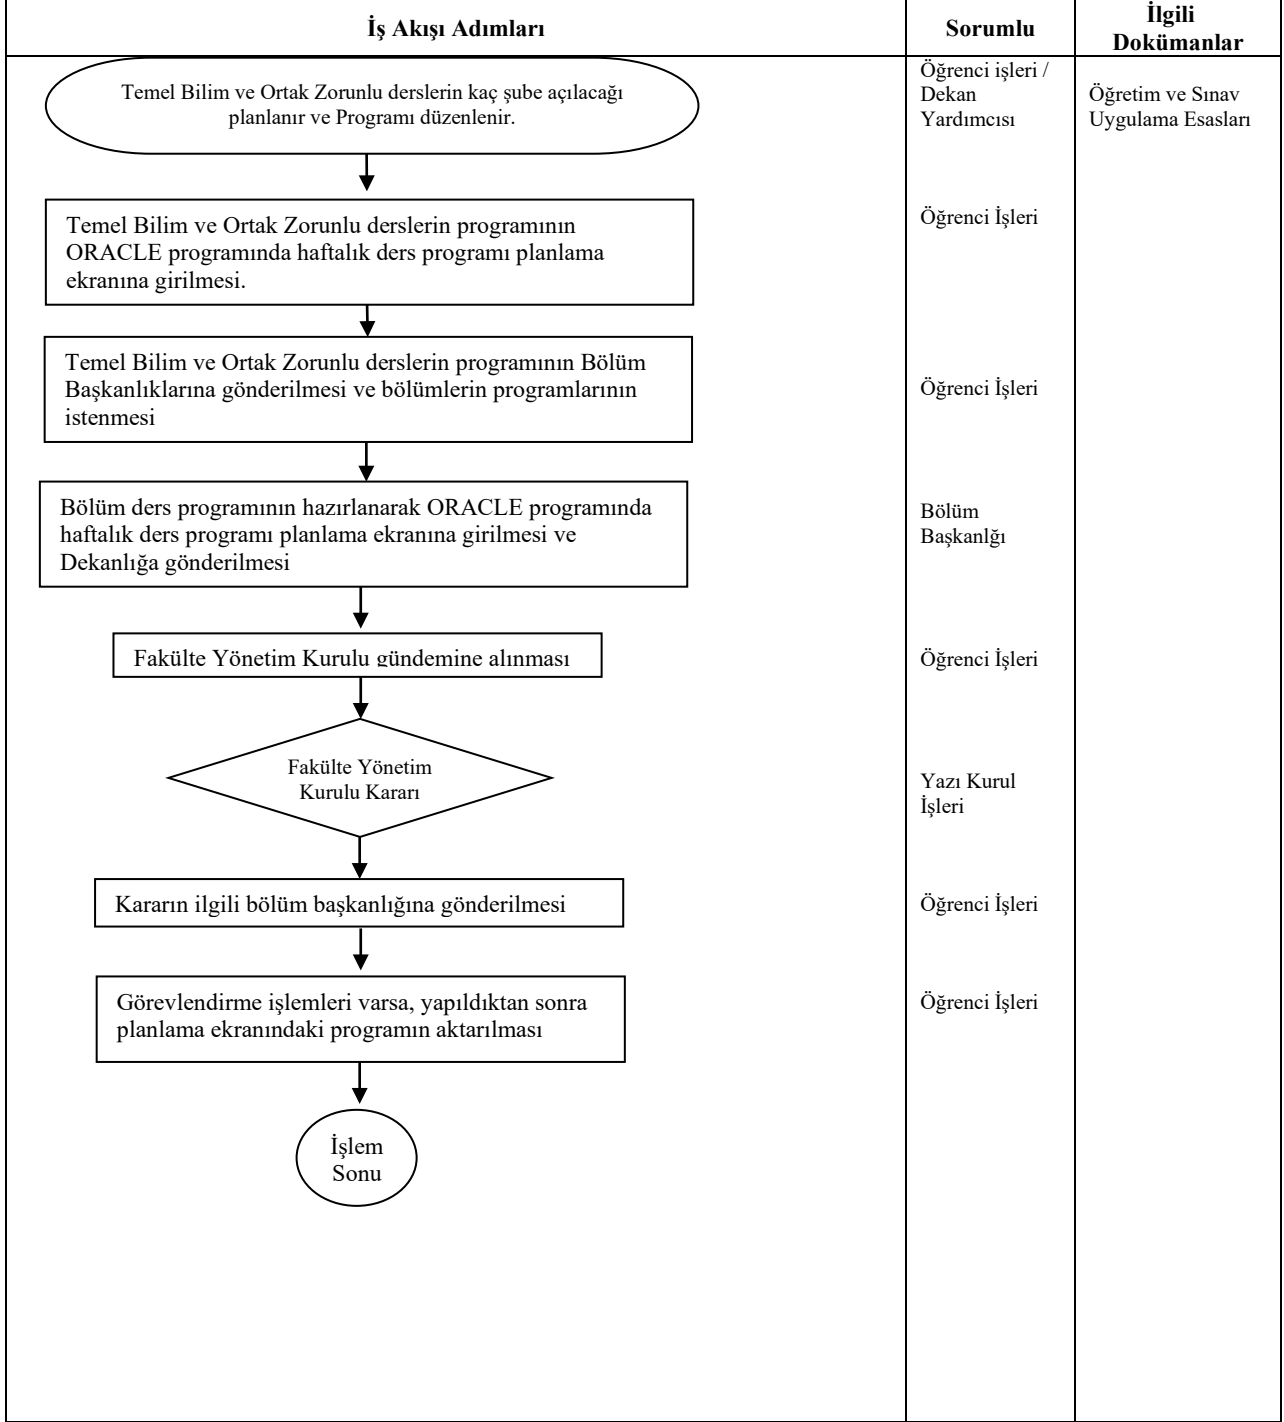 İş Akışı Adımları
Sorumlu
İlgili
Dokümanlar
Temel Bilim ve Ortak Zorunlu derslerin kaç şube açılacağı
planlanır ve Programı düzenlenir.
Öğrenci işleri /
Dekan
Yardımcısı
Öğretim ve Sınav
Uygulama Esasları
Temel Bilim ve Ortak Zorunlu derslerin programının
ORACLE programında haftalık ders programı planlama
ekranına girilmesi.
Öğrenci İşleri
Temel Bilim ve Ortak Zorunlu derslerin programının Bölüm
Başkanlıklarına gönderilmesi ve bölümlerin programlarının
istenmesi
Öğrenci İşleri
Bölüm ders programının hazırlanarak ORACLE programında
haftalık ders programı planlama ekranına girilmesi ve
Dekanlığa gönderilmesi
Bölüm
Başkanlğı
Fakülte Yönetim Kurulu gündemine alınması
Öğrenci İşleri
Fakülte Yönetim
Kurulu Kararı
Yazı Kurul
İşleri
Kararın ilgili bölüm başkanlığına gönderilmesi
Öğrenci İşleri
Görevlendirme işlemleri varsa, yapıldıktan sonra
planlama ekranındaki programın aktarılması
Öğrenci İşleri
İşlem
Sonu